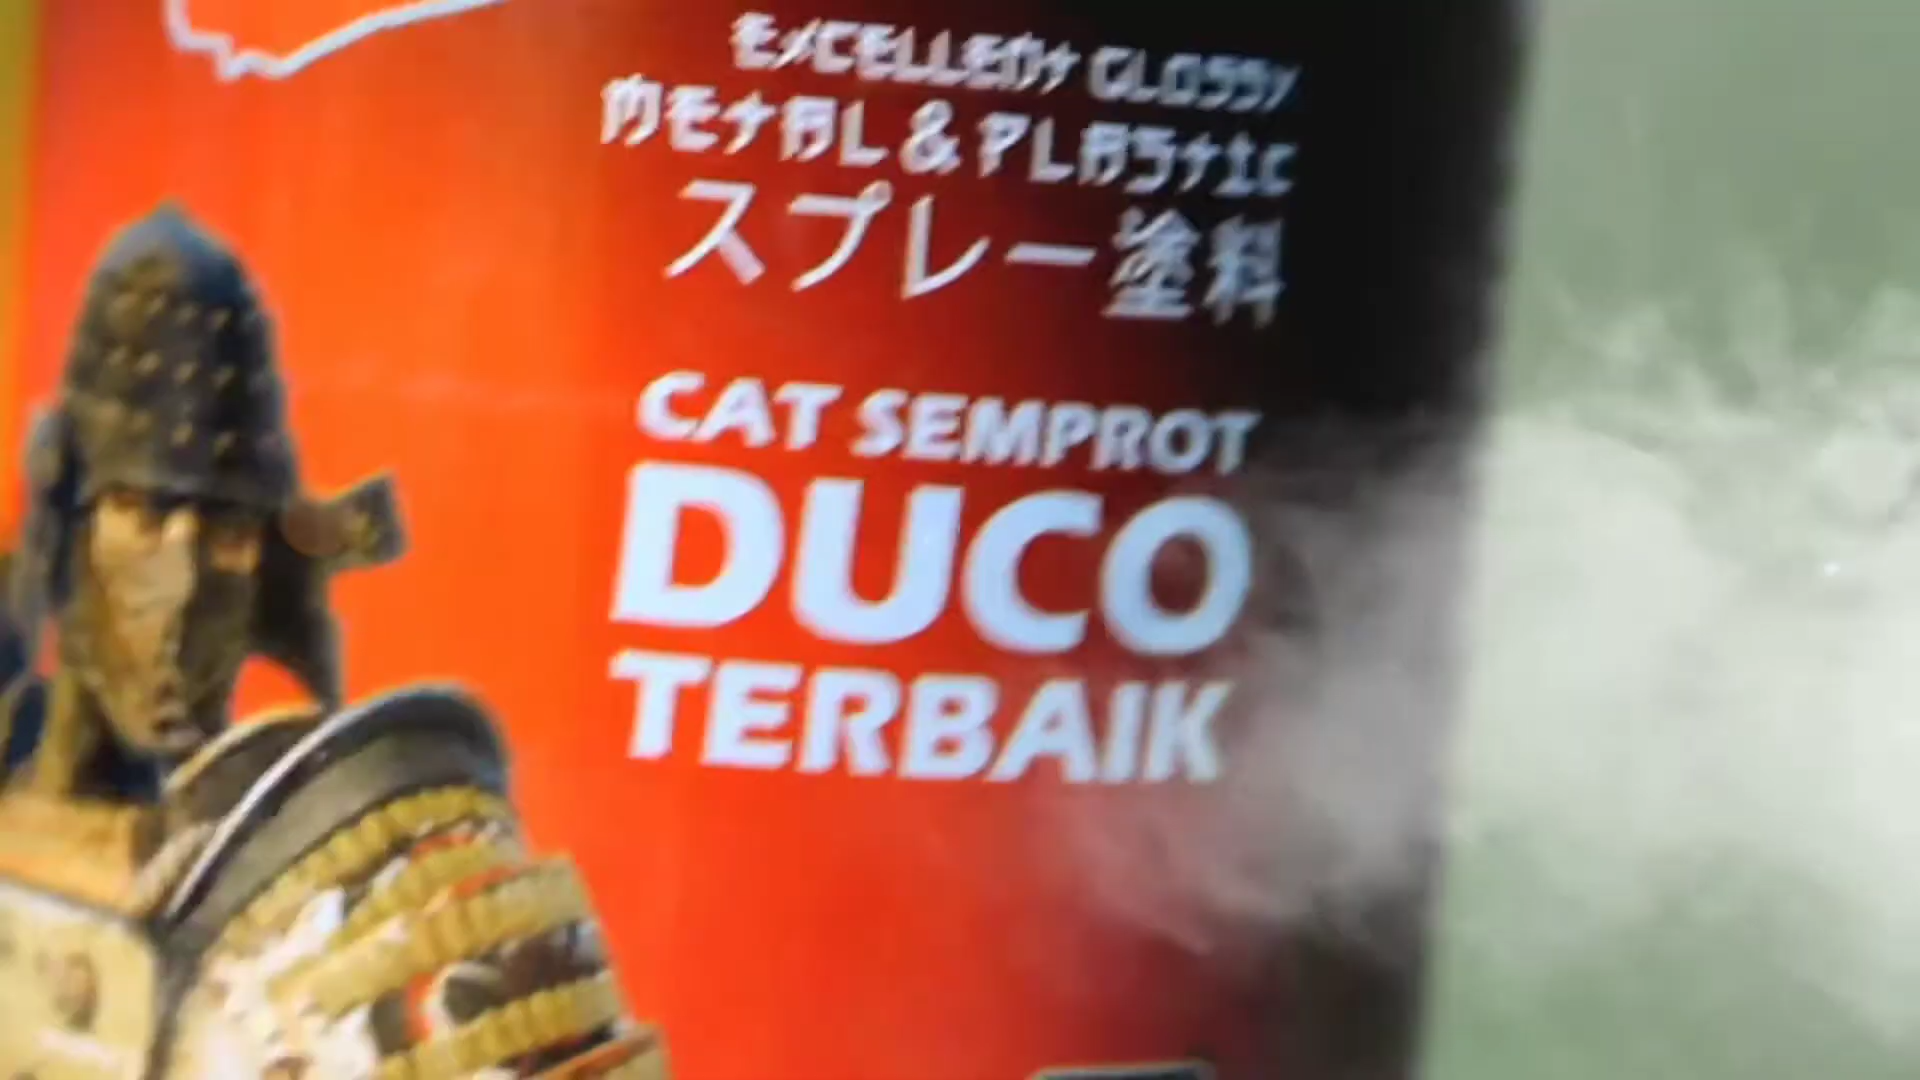 EXCELLENT GLOSSY
METAL & PLASTIC
スプレー塗料
CAT SEMPROT
DUCO
TERBAIK